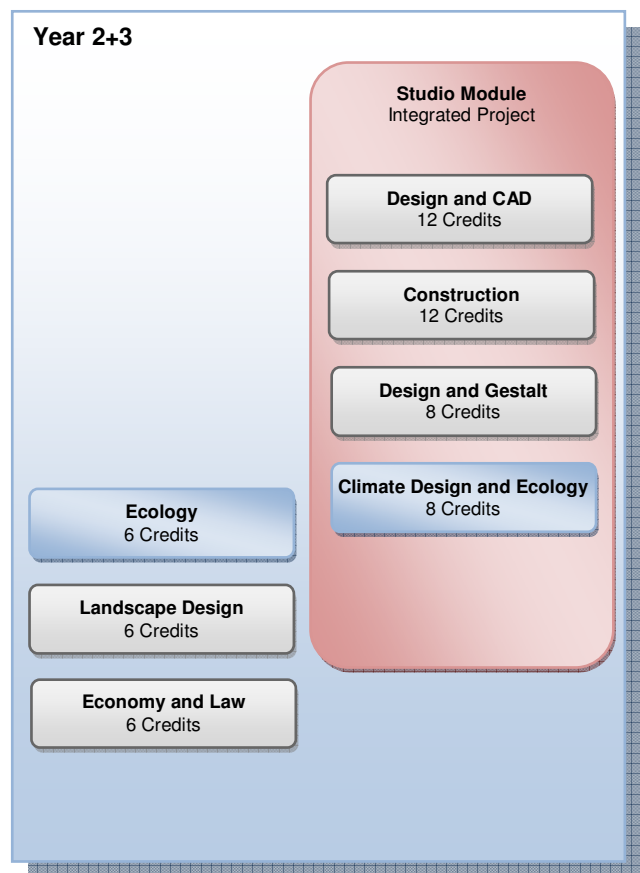 Year 2+3
Studio Module
Integrated Project
Design and CAD
12 Credits
Construction
12 Credits
Design and Gestalt
8 Credits
Climate Design and Ecology
8 Credits
Ecology
6 Credits
Landscape Design
6 Credits
Economy and Law
6 Credits